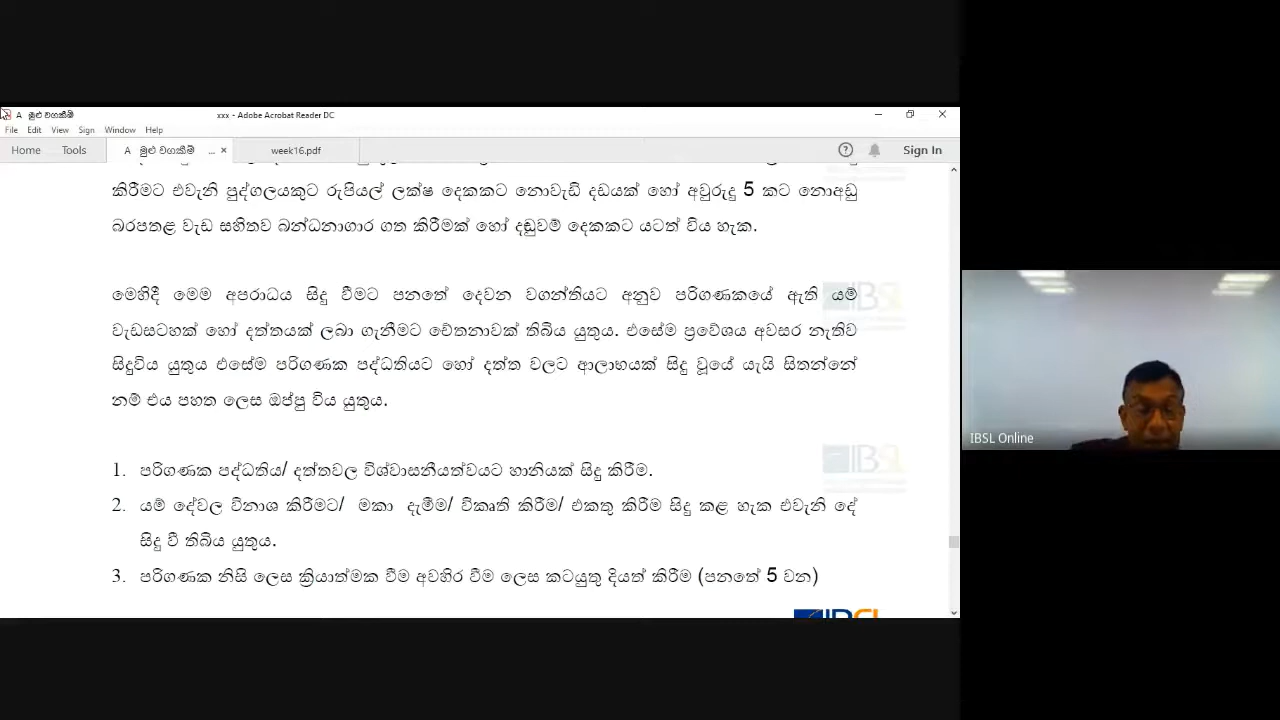 A මුළු වගකීම්
xxx - Adobe Acrobat Reader DC
File Edit View Sign Window Help
Home Tools A මුළු වගකීම් ... × week16.pdf Sign In
කිරීමට එවැනි පුද්ගලයකුට රුපියල් ලක්ෂ දෙකකට නොවැඩි දඩයක් හෝ අවුරුදු 5 කට නොඅඩු
බරපතළ වැඩ සහිතව බන්ධනාගාර ගත කිරීමක් හෝ දඬුවම් දෙකකට යටත් විය හැක.
මෙහිදී මෙම අපරාධය සිදු වීමට පනතේ දෙවන වගන්තියට අනුව පරිගණකයේ ඇති යම්
වැඩසටහක් හෝ දත්තයක් ලබා ගැනීමට චේතනාවක් තිබිය යුතුය. එසේම ප්‍රවේශය අවසර නැතිව
සිදුවිය යුතුය එසේම පරිගණක පද්ධතියට හෝ දත්ත වලට ආලාභයක් සිදු වූයේ යැයි සිතන්නේ
නම් එය පහත ලෙස ඔප්පු විය යුතුය.
1. පරිගණක පද්ධතිය/ දත්තවල විශ්වාසනීයත්වයට හානියක් සිදු කිරීම.
2. යම් දේවල විනාශ කිරීමට/ මකා දැමීම/ විකෘති කිරීම/ එකතු කිරීම සිදු කළ හැක එවැනි දේ
සිදු වී තිබිය යුතුය.
3. පරිගණක නිසි ලෙස ක්‍රියාත්මක වීම අවහිර වීම ලෙස කටයුතු දියත් කිරීම (පනතේ 5 වන)
IBSL Online